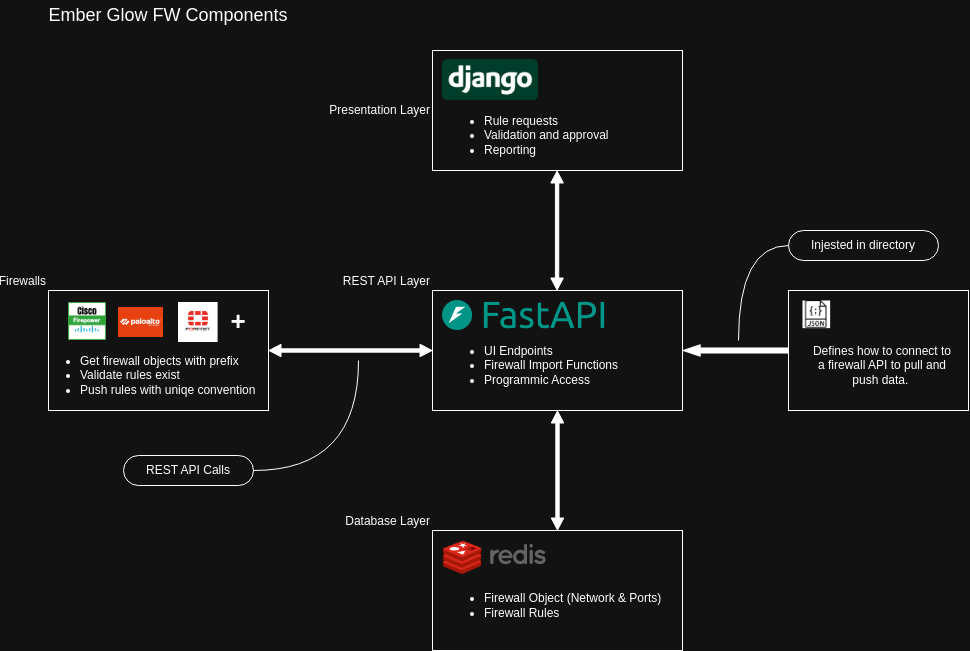 Ember Glow FW Components
django
Presentation Layer
Rule requests
Validation and approval
Reporting
Injested in directory
Firewalls
REST API Layer
CISCO
Firepower
paloalto
FORTINET
+
Get firewall objects with prefix
Validate rules exist
Push rules with uniqe convention
FastAPI
UI Endpoints
Firewall Import Functions
Programmic Access
{;}
JSON
Defines how to connect to
a firewall API to pull and
push data.
REST API Calls
Database Layer
redis
Firewall Object (Network & Ports)
Firewall Rules